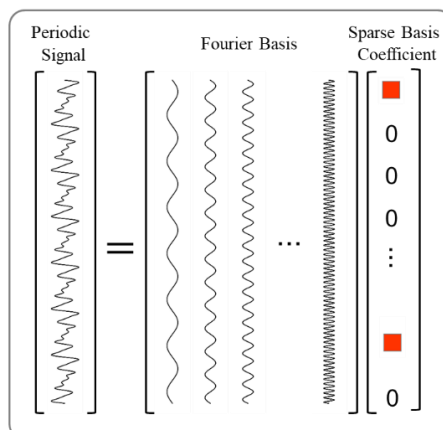 Periodic
Signal
Fourier Basis
Sparse Basis
Coefficient
=
...
0
0
0
⋮
0